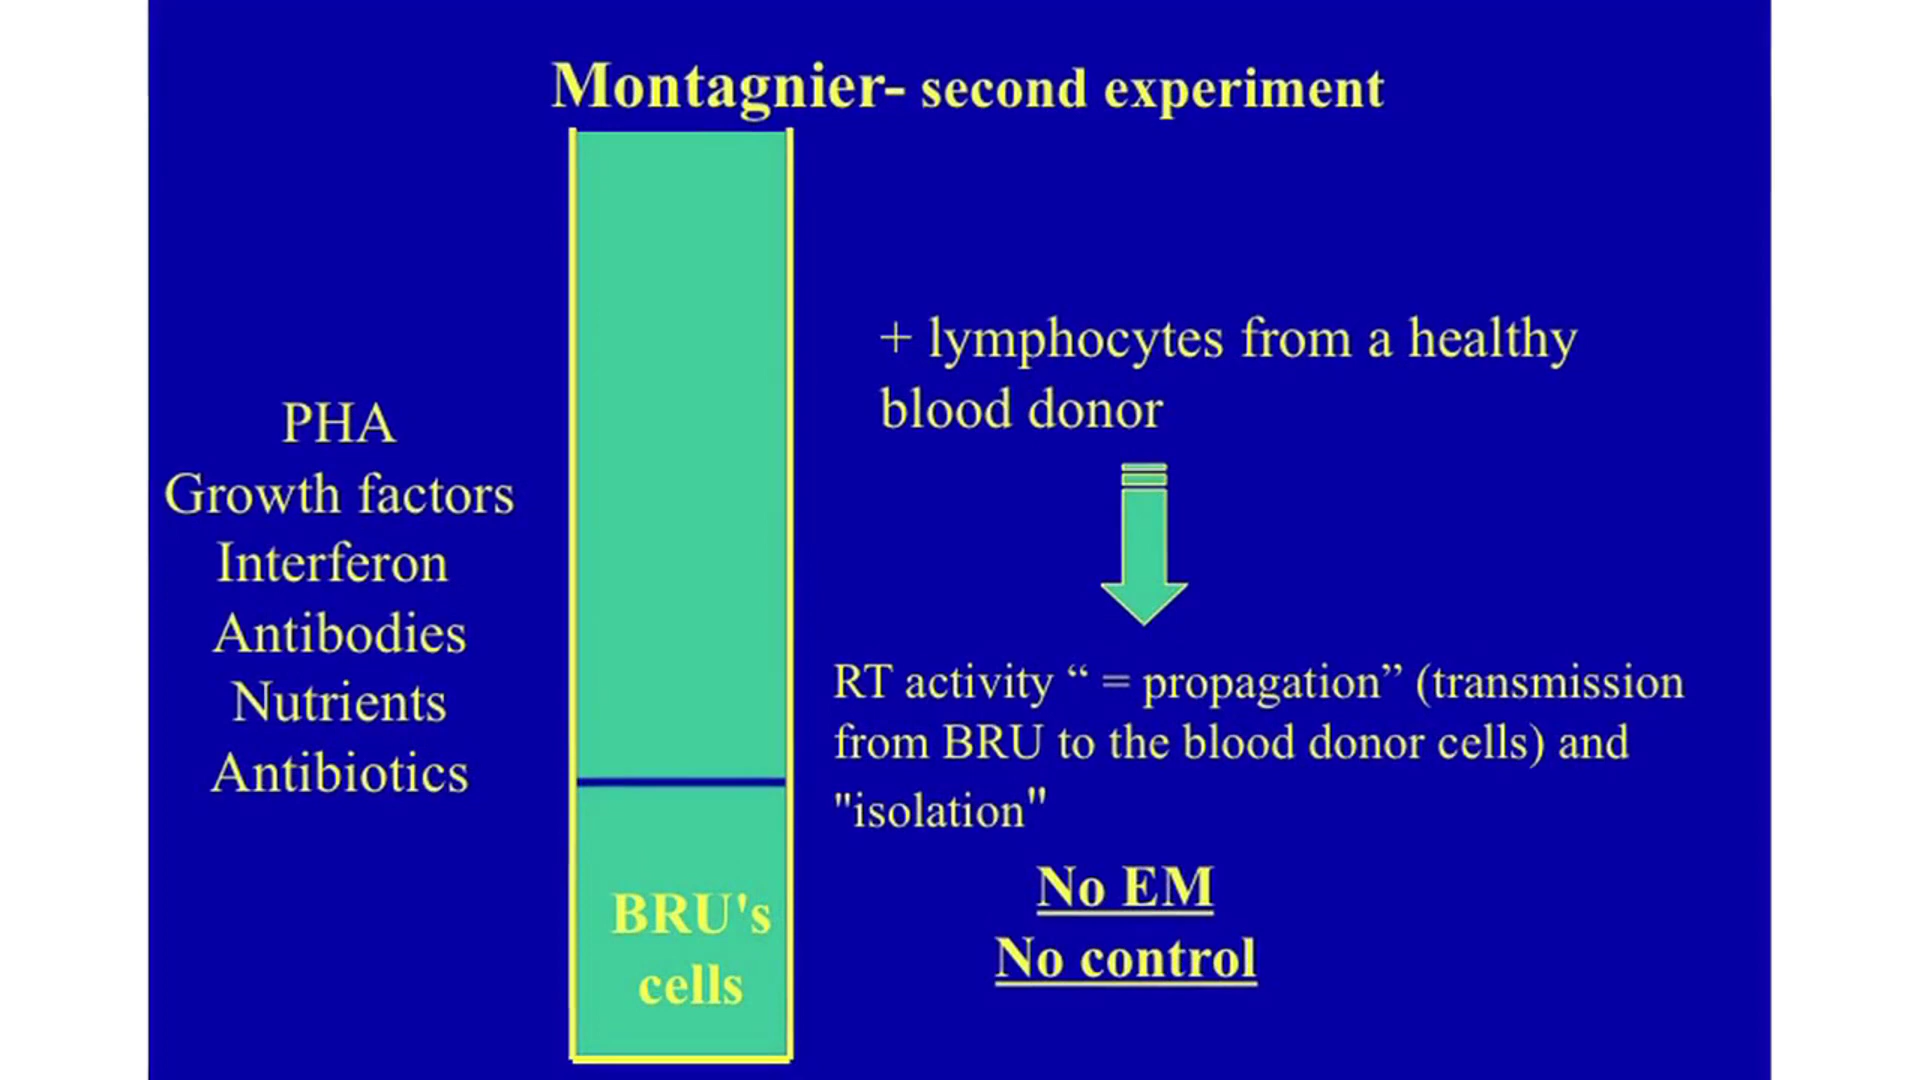 Montagnier- second experiment
PHA
Growth factors
Interferon
Antibodies
Nutrients
Antibiotics
BRU's
cells
+ lymphocytes from a healthy
blood donor
RT activity “ = propagation” (transmission
from BRU to the blood donor cells) and
"isolation"
No EM
No control